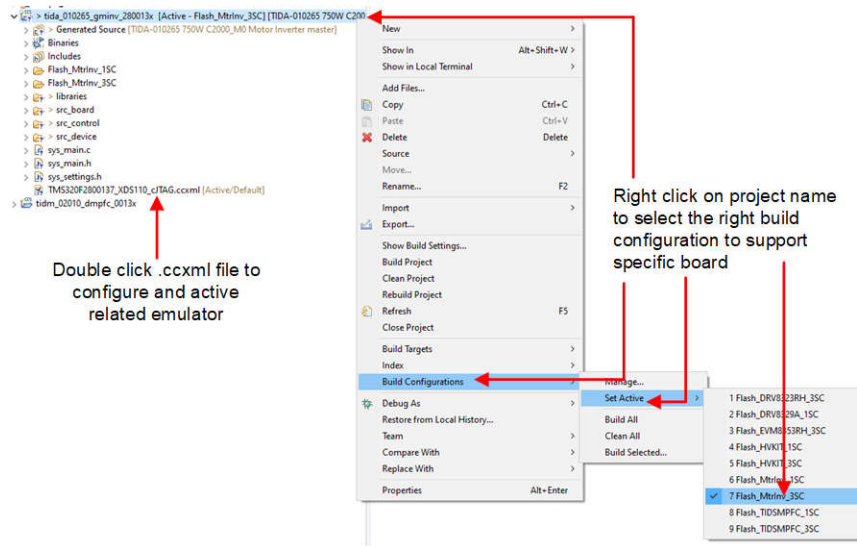 > tida_010265_gminv_280013x [Active - Flash_MtrInv_3SC] [TIDA-010265 750W C200
> Generated Source [TIDA-010265 750W C2000_M0 Motor Inverter master]
Binaries
Includes
Flash_MtrInv_1SC
Flash_MtrInv_3SC
> libraries
> src_board
> src_control
> src_device
sys_main.c
sys_main.h
sys_settings.h
TMS320F2800137_XDS110_cJTAG.ccxml [Active/Default]
tidm_02010_dmpfc_0013x
Double click .ccxml file to
configure and active
related emulator
New
Show In Alt+Shift+W >
Show in Local Terminal
Add Files...
Copy Ctrl+C
Paste Ctrl+V
Delete Delete
Source
Move...
Rename... F2
Import
Export...
Show Build Settings...
Build Project
Clean Project
Rebuild Project
Refresh F5
Close Project
Build Targets
Index
Build Configurations
Debug As
Restore from Local History...
Team
Compare With
Replace With
Properties Alt+Enter
Right click on project name
to select the right build
configuration to support
specific board
Manage...
Set Active
Build All
Clean All
Build Selected...
1 Flash_DRV8323RH_3SC
2 Flash_DRV8329A_1SC
3 Flash_EVM8353RH_3SC
4 Flash_HVKIT_1SC
5 Flash_HVKIT_3SC
6 Flash_MtrInv_1SC
7 Flash_MtrInv_3SC
8 Flash_TIDSMPFC_1SC
9 Flash_TIDSMPFC_3SC